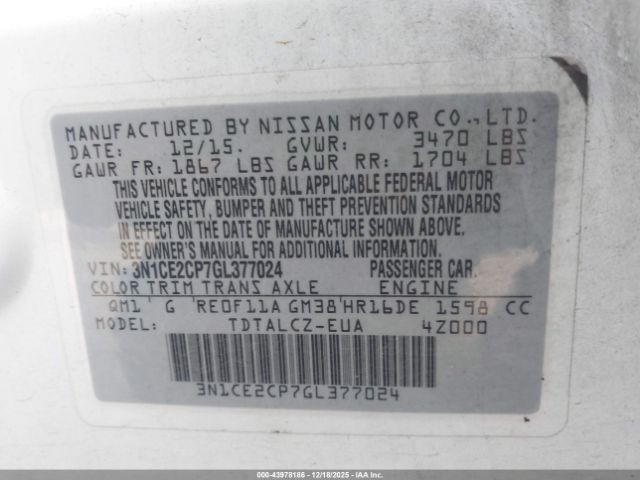 MANUFACTURED BY NISSAN MOTOR CO., LTD.
DATE: 12/15. GVWR: 3470 LBS
GAWR FR: 1867 LBS GAWR RR: 1704 LBS
THIS VEHICLE CONFORMS TO ALL APPLICABLE FEDERAL MOTOR
VEHICLE SAFETY, BUMPER AND THEFT PREVENTION STANDARDS
IN EFFECT ON THE DATE OF MANUFACTURE SHOWN ABOVE.
SEE OWNER'S MANUAL FOR ADDITIONAL INFORMATION.
VIN: 3N1CE2CP7GL377024 PASSENGER CAR.
COLOR TRIM TRANS AXLE ENGINE
QM1 G RE0F11A GM38 HR16DE 1598 CC
MODEL: TDTALCZ-EUA 4Z000
3N1CE2CP7GL377024
000-43978186 - 12/18/2025 - IAAI.COM